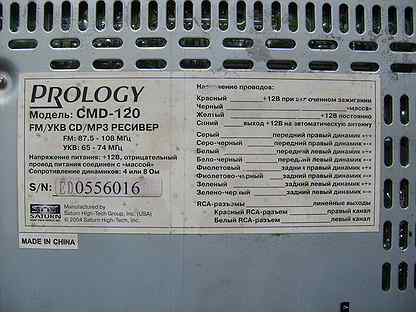 PROLOGY
Модель: CMD-120
FM/УКВ CD/MP3 РЕСИВЕР
FM: 87.5 - 108 МГц
УКВ: 65 - 74 МГц
Напряжение питания: +12В, отрицательный
провод питания соединен с «массой»
Сопротивление динамиков: 4 или 8 Ом
S/N: 0556016
SATURN
Manufactured by
Saturn High-Tech Group, Inc. (USA)
© 2004 Saturn High-Tech, Inc.
MADE IN CHINA
Назначение проводов:
Красный +12В при включенном зажигании
Черный «масса»
Желтый +12В постоянно
Синий выход +12В на автоматическую антенну
Серый передний правый динамик «+»
Серо-черный передний правый динамик «-»
Белый передний левый динамик «+»
Бело-черный передний левый динамик «-»
Фиолетовый задний правый динамик «+»
Фиолетово-черный задний правый динамик «-»
Зеленый задний левый динамик «+»
Зелено-черный задний левый динамик «-»
RCA-разъемы линейные выходы
Красный RCA-разъем правый канал
Белый RCA-разъем левый канал